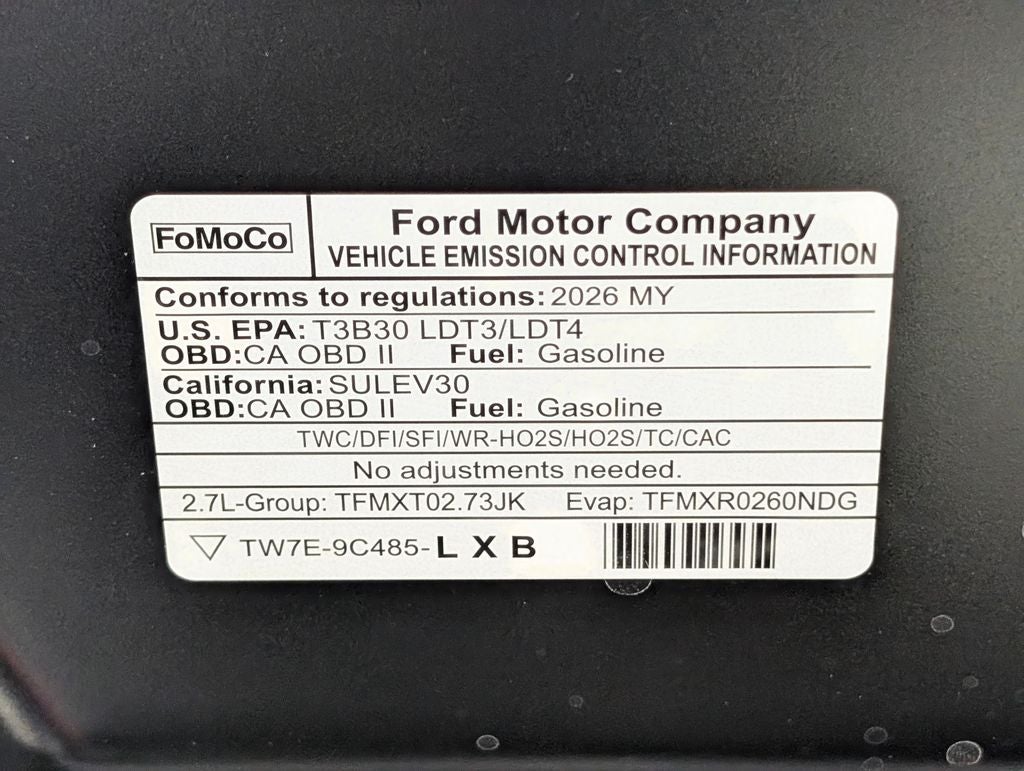 FoMoCo
Ford Motor Company
VEHICLE EMISSION CONTROL INFORMATION
Conforms to regulations: 2026 MY
U.S. EPA: T3B30 LDT3/LDT4
OBD: CA OBD II Fuel: Gasoline
California: SULEV30
OBD: CA OBD II Fuel: Gasoline
TWC/DFI/SFI/WR-HO2S/HO2S/TC/CAC
No adjustments needed.
2.7L-Group: TFMXT02.73JK Evap: TFMXR0260NDG
TW7E-9C485-LXB